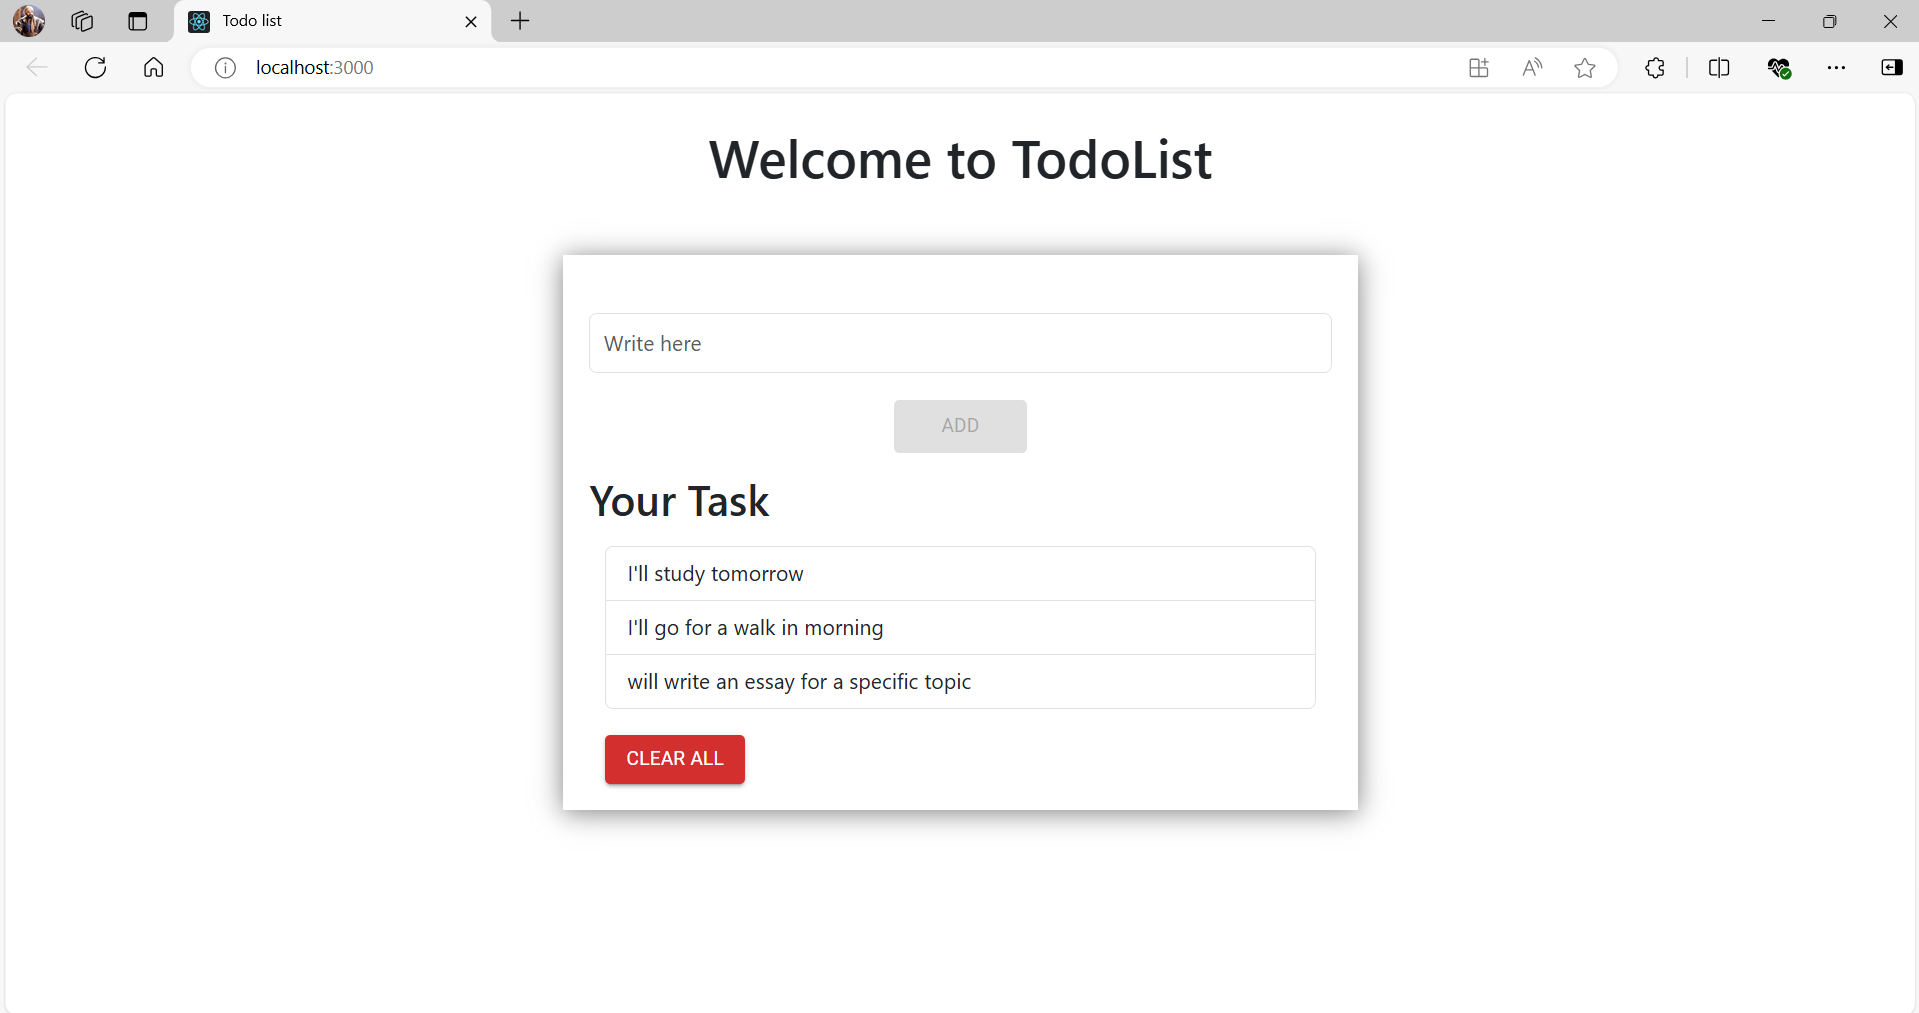 Todo list
localhost:3000
Welcome to TodoList
Write here
ADD
Your Task
I'll study tomorrow
I'll go for a walk in morning
will write an essay for a specific topic
CLEAR ALL